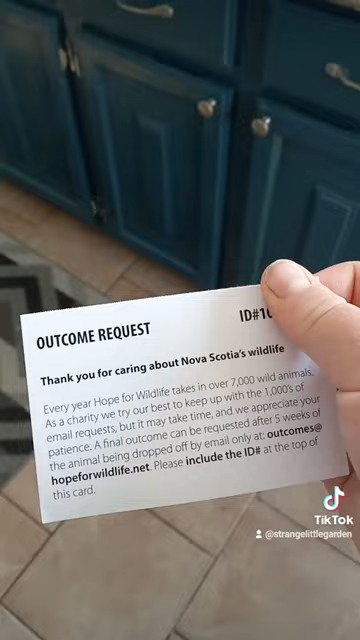 OUTCOME REQUEST
ID#10
Thank you for caring about Nova Scotia's wildlife
Every year Hope for Wildlife takes in over 7,000 wild animals.
As a charity we try our best to keep up with the 1,000's of
email requests, but it may take time, and we appreciate your
patience. A final outcome can be requested after 5 weeks of
the animal being dropped off by email only at: outcomes@
hopeforwildlife.net. Please include the ID# at the top of
this card.
TikTok
@strangelittlegarden